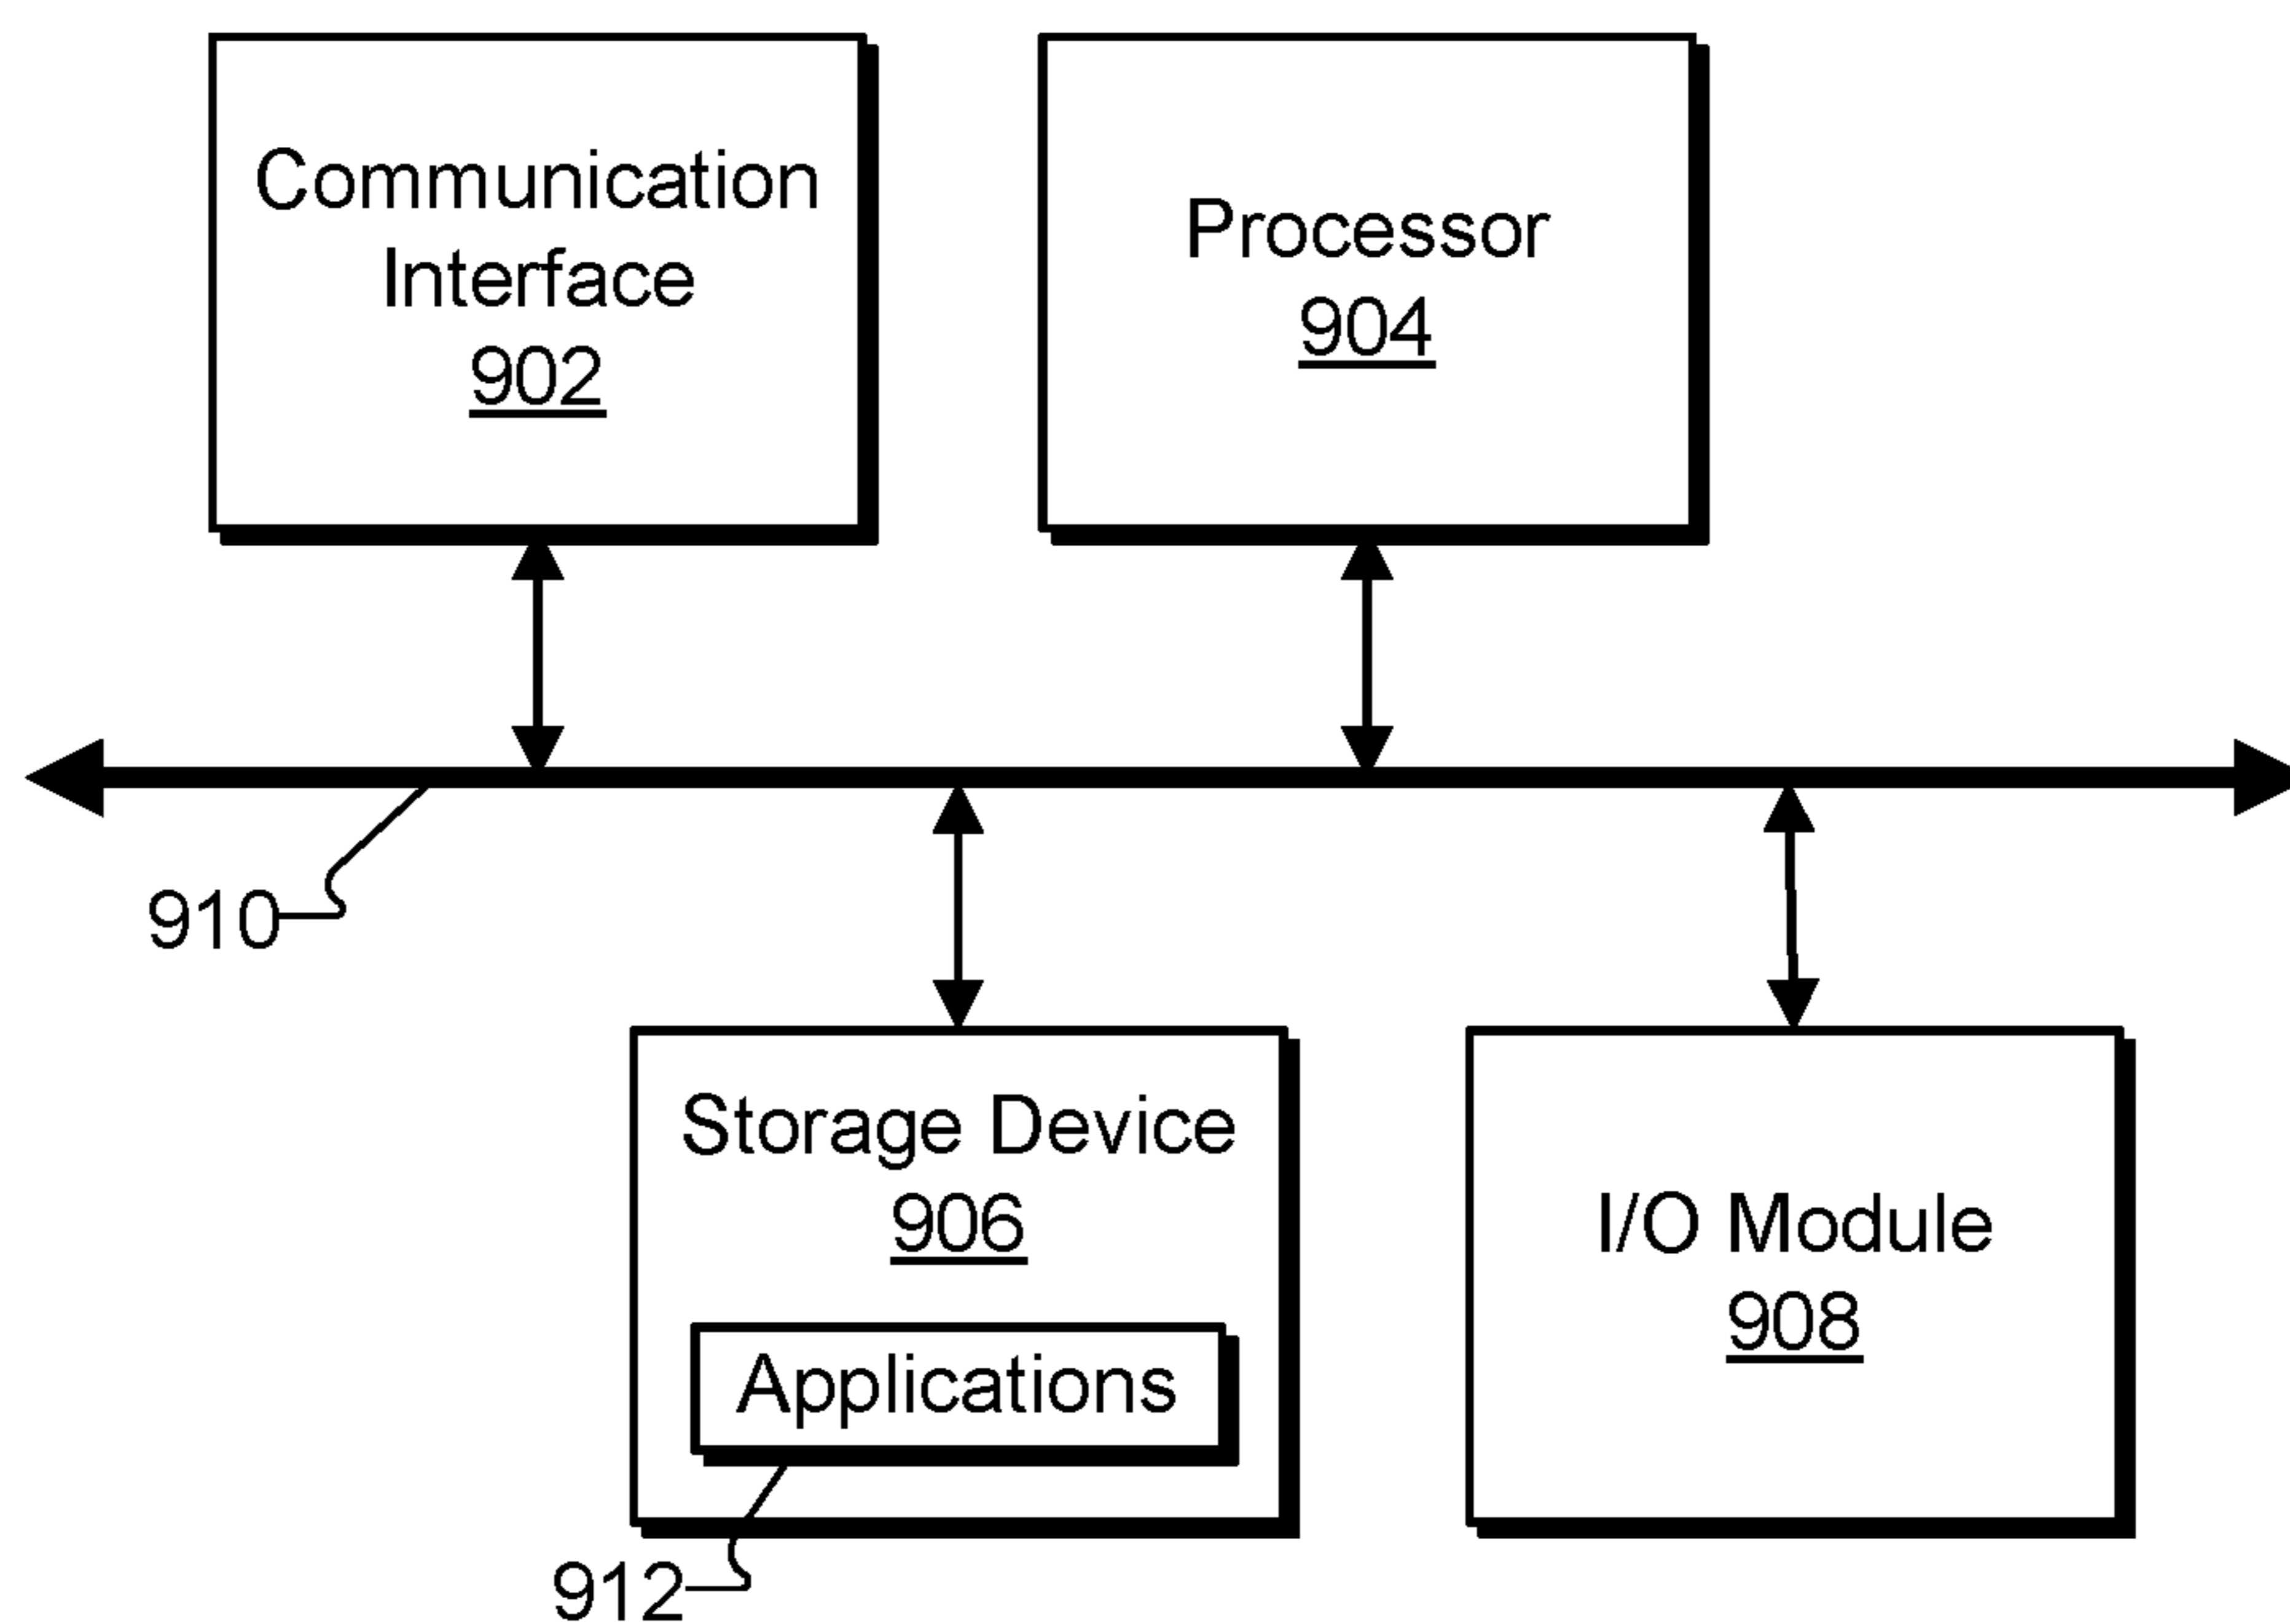 Communication
Interface
902
Processor
904
910
Storage Device
906
Applications
912
I/O Module
908